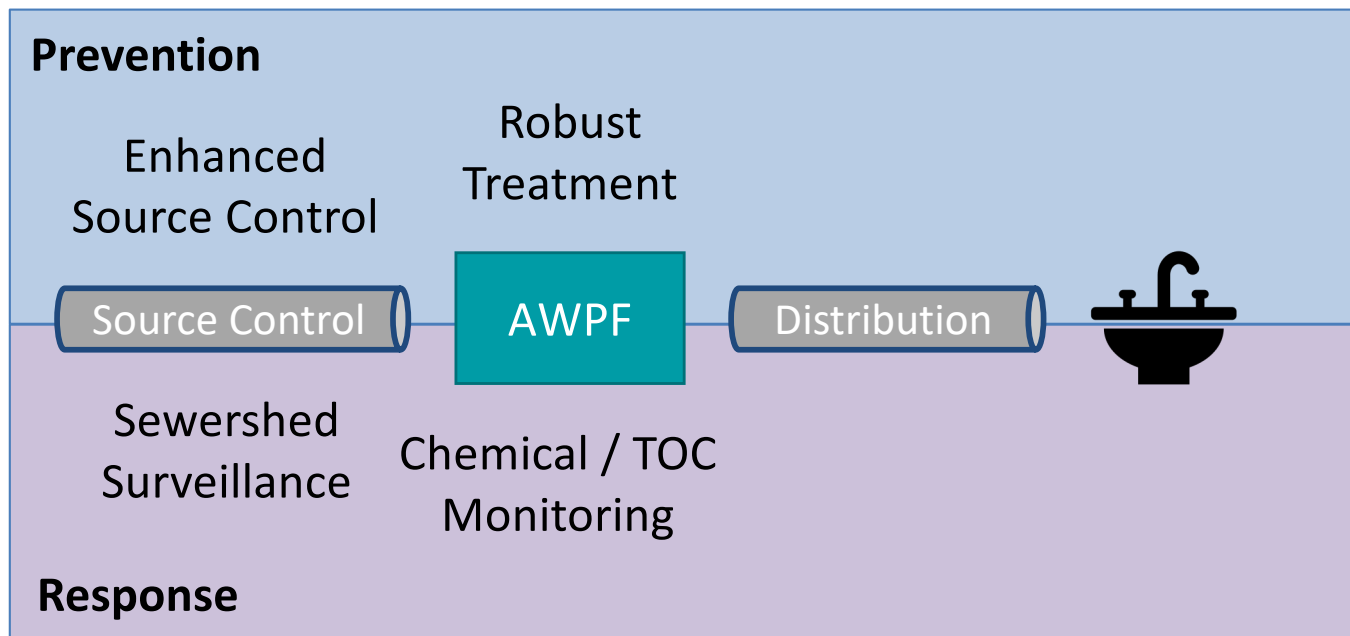 Prevention
Enhanced
Source Control
Robust
Treatment
Source Control
AWPF
Distribution
Sewershed
Surveillance
Chemical / TOC
Monitoring
Response